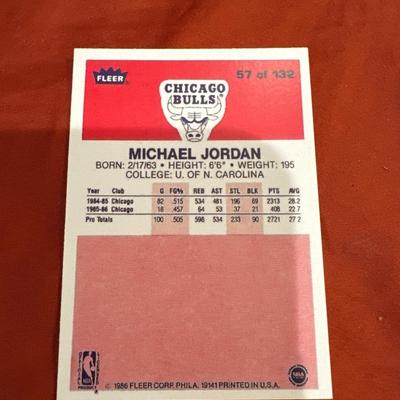 FLEER
57 of 132
CHICAGO
BULLS®
MICHAEL JORDAN
BORN: 2/17/63 • HEIGHT: 6'6" • WEIGHT: 195
COLLEGE: U. OF N. CAROLINA
Year Club G FG% REB AST STL BLK PTS AVG
1984-85 Chicago 82 .515 534 481 196 69 2313 28.2
1985-86 Chicago 18 .457 64 53 37 21 408 22.7
Pro Totals 100 .505 598 534 233 90 2721 27.2
© 1986 FLEER CORP. PHILA. 19141 PRINTED IN U.S.A.